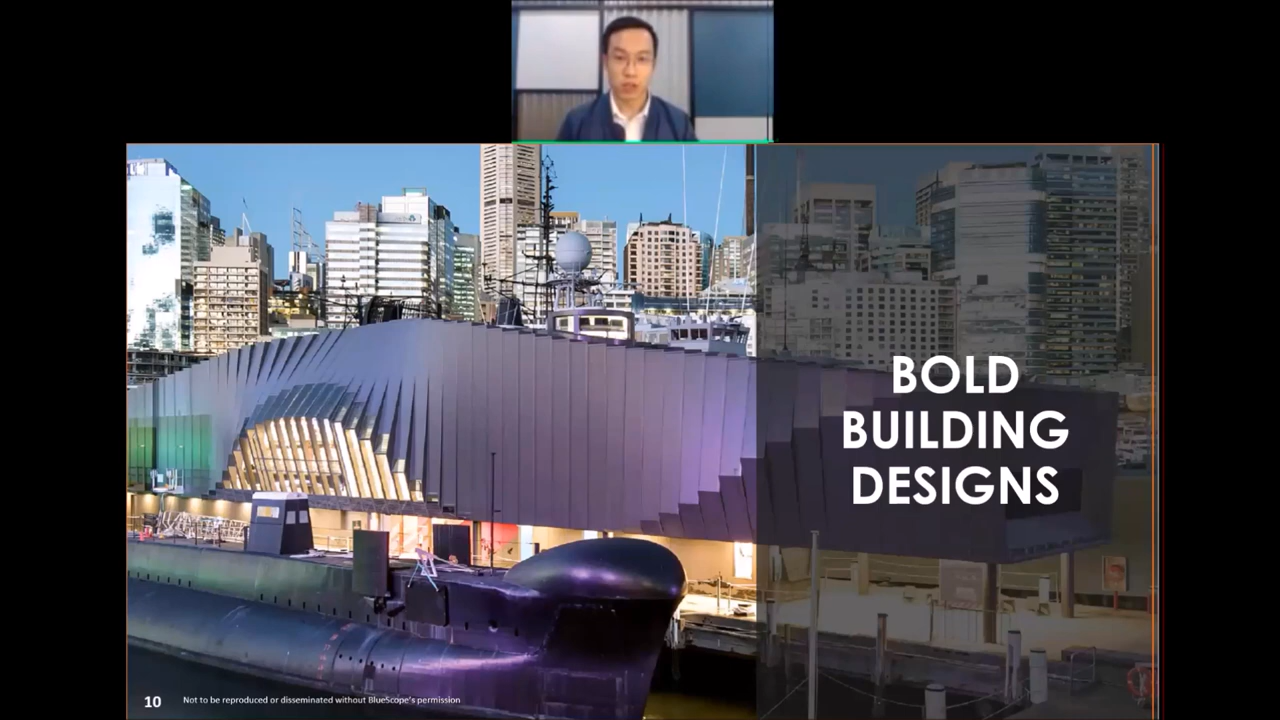 BOLD
BUILDING
DESIGNS
10
Not to be reproduced or disseminated without BlueScope's permission